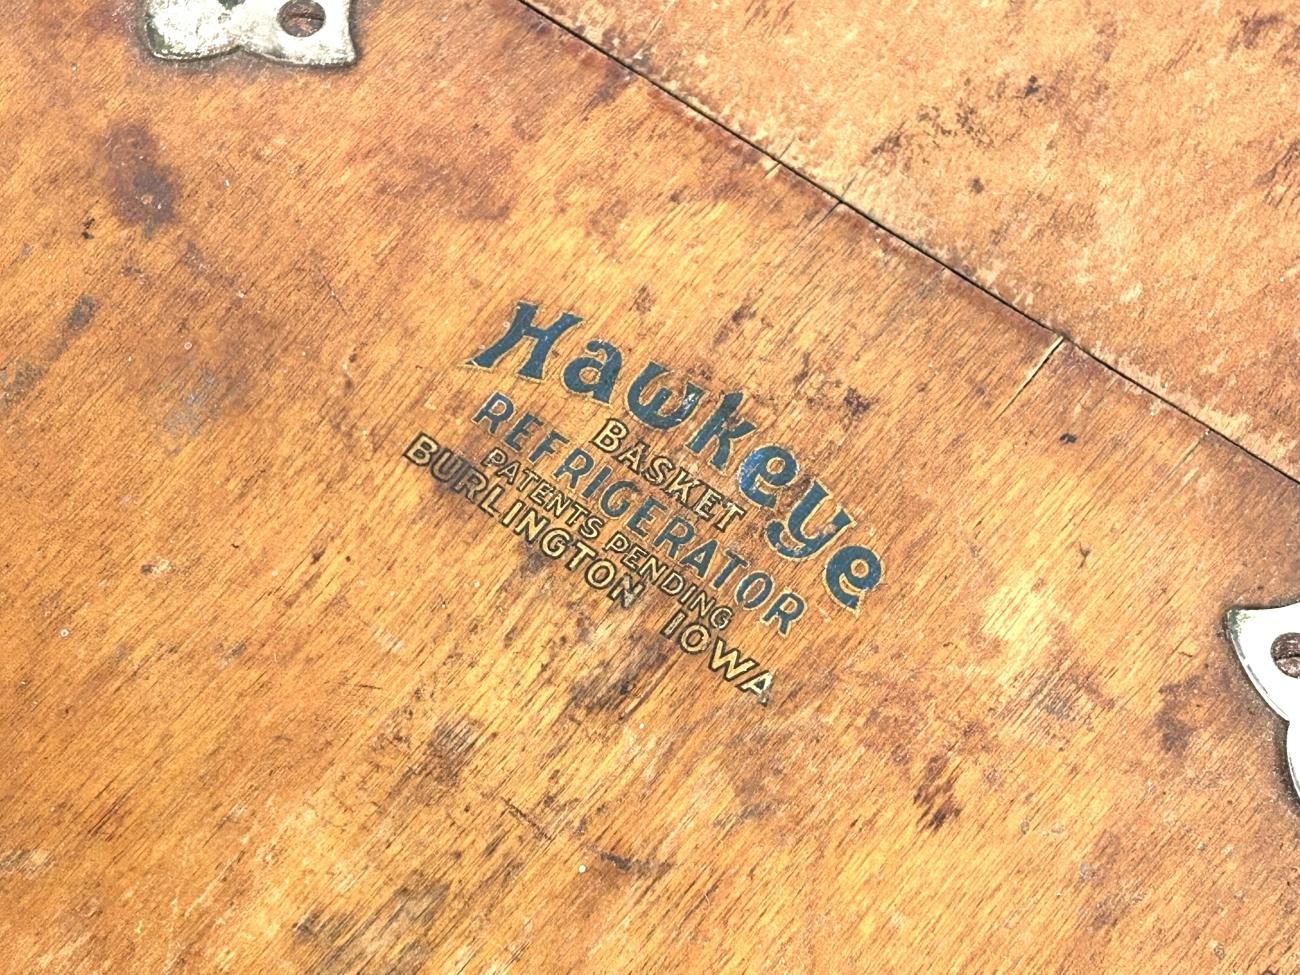 Hawkeye
BASKET
REFRIGERATOR
PATENTS PENDING
BURLINGTON IOWA